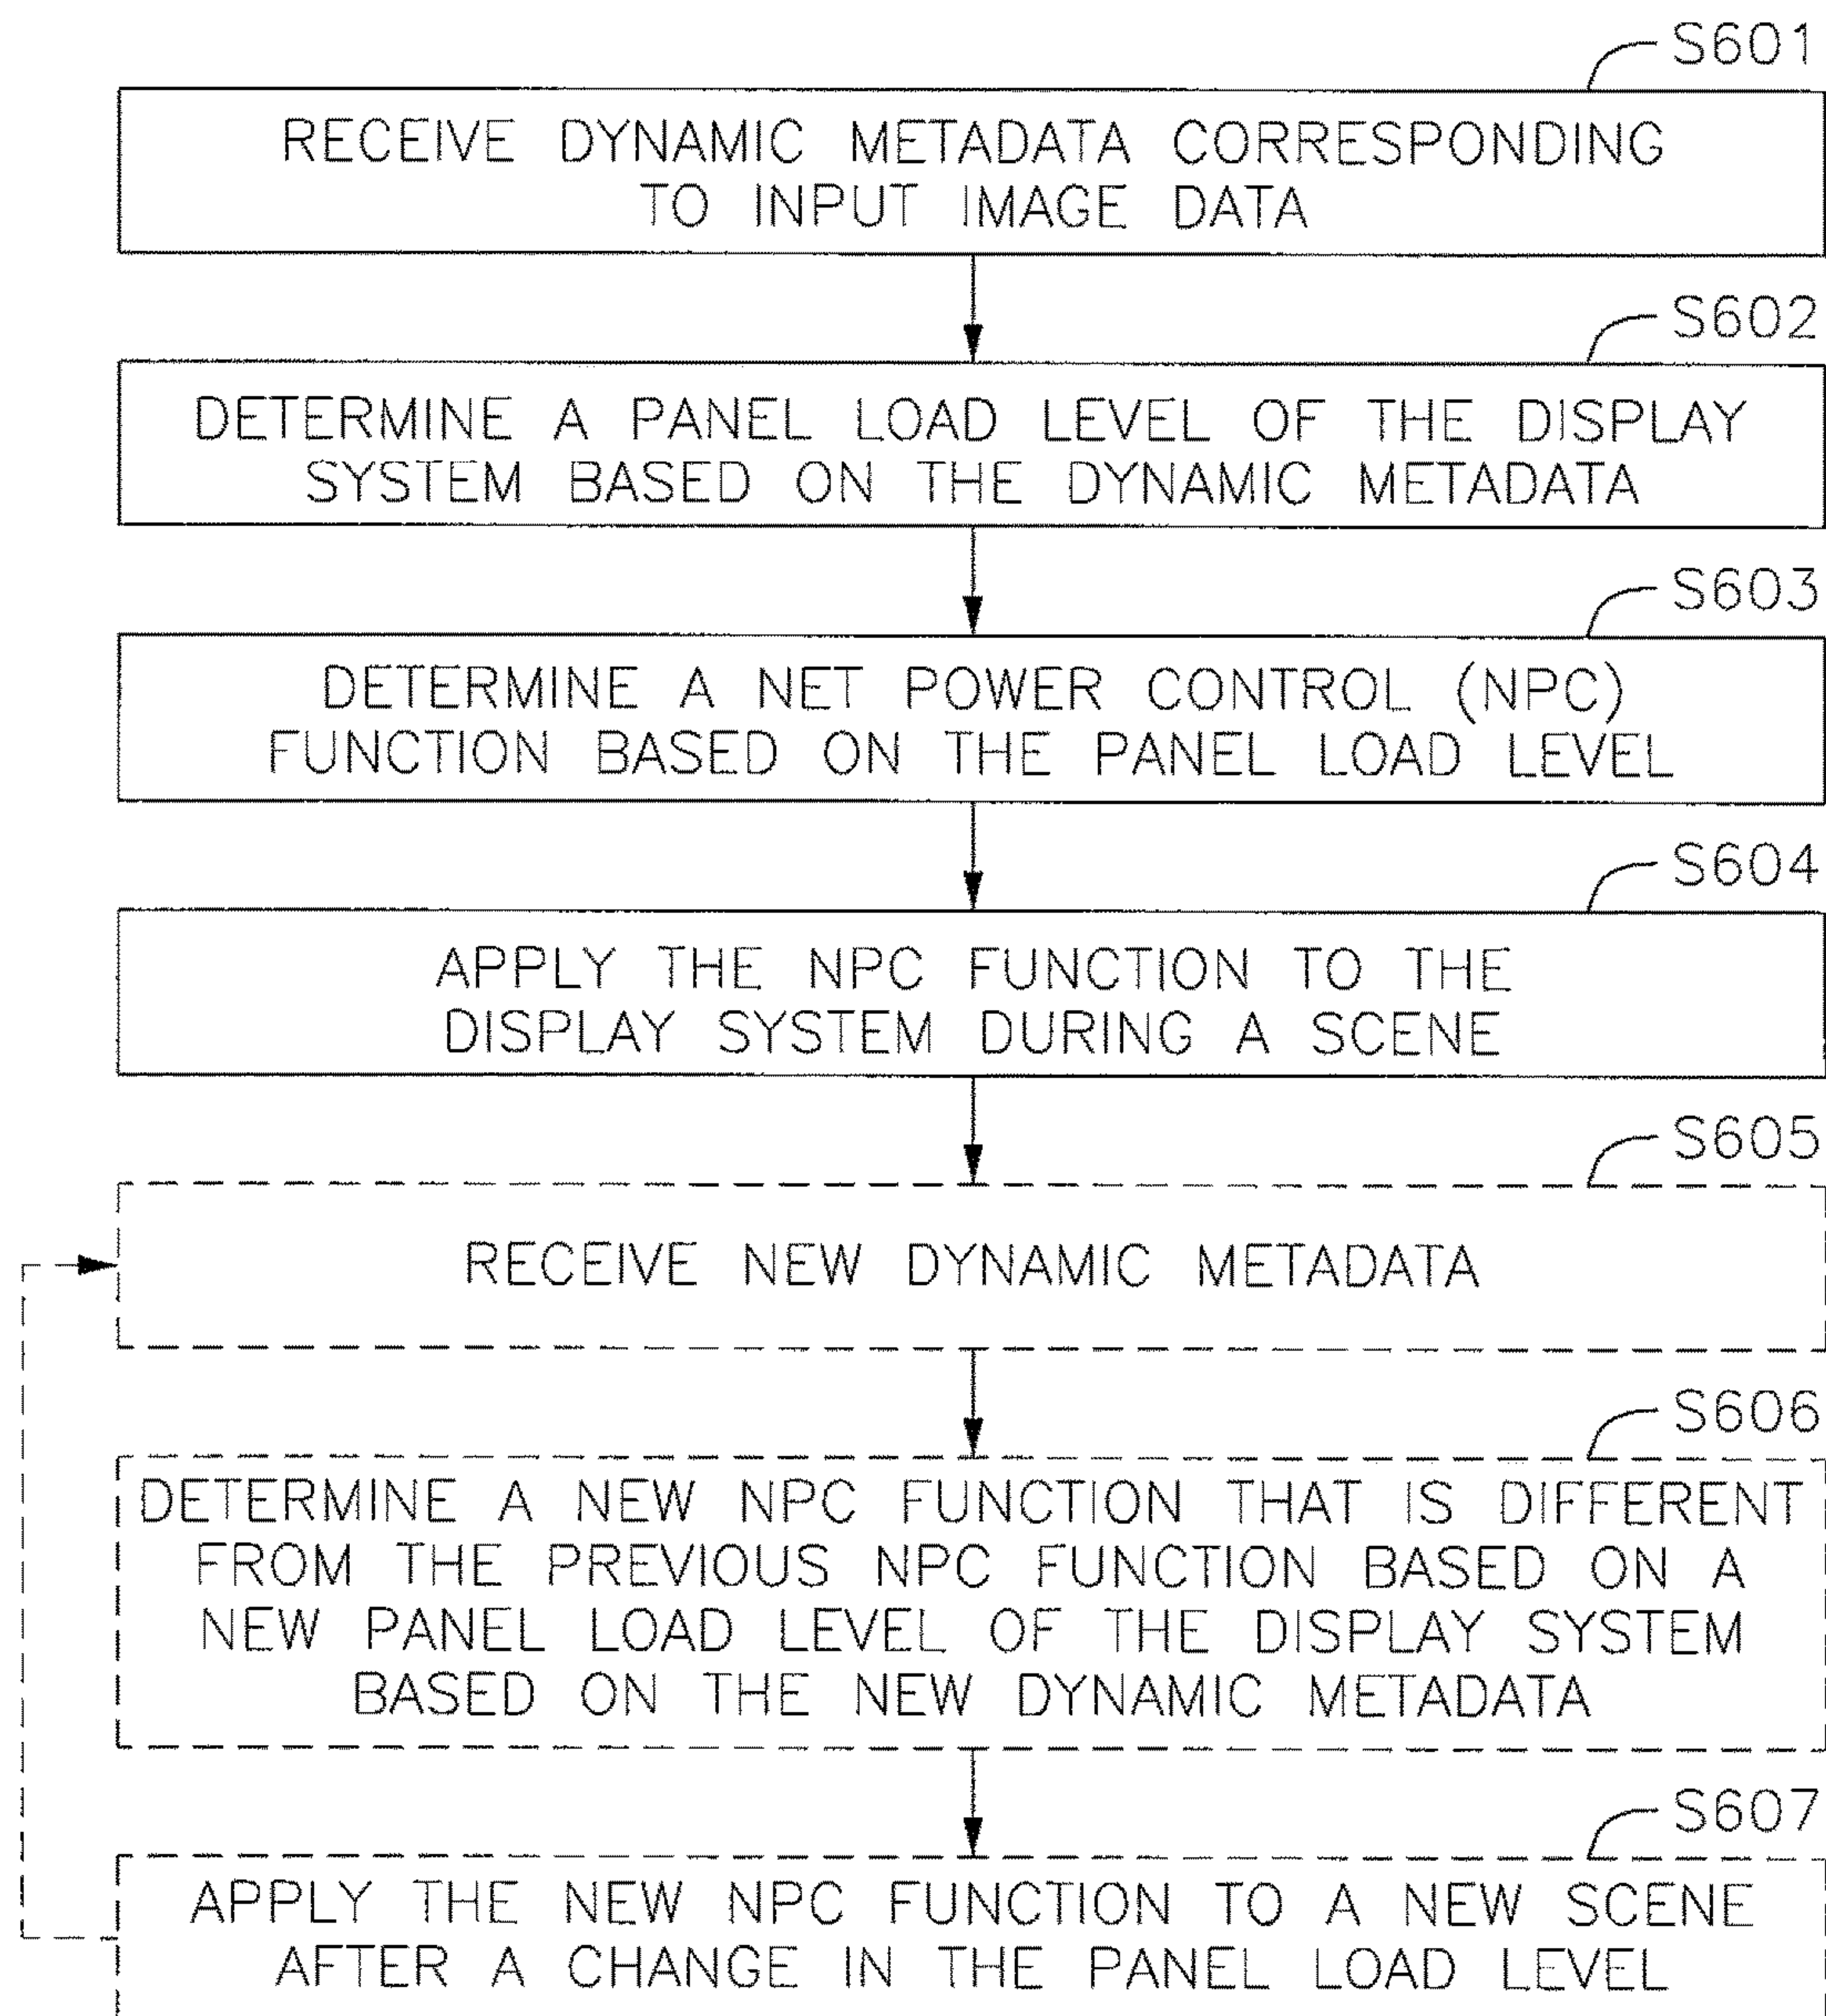 S601
RECEIVE DYNAMIC METADATA CORRESPONDING
TO INPUT IMAGE DATA
S602
DETERMINE A PANEL LOAD LEVEL OF THE DISPLAY
SYSTEM BASED ON THE DYNAMIC METADATA
S603
DETERMINE A NET POWER CONTROL (NPC)
FUNCTION BASED ON THE PANEL LOAD LEVEL
S604
APPLY THE NPC FUNCTION TO THE
DISPLAY SYSTEM DURING A SCENE
S605
RECEIVE NEW DYNAMIC METADATA
S606
DETERMINE A NEW NPC FUNCTION THAT IS DIFFERENT
FROM THE PREVIOUS NPC FUNCTION BASED ON A
NEW PANEL LOAD LEVEL OF THE DISPLAY SYSTEM
BASED ON THE NEW DYNAMIC METADATA
S607
APPLY THE NEW NPC FUNCTION TO A NEW SCENE
AFTER A CHANGE IN THE PANEL LOAD LEVEL